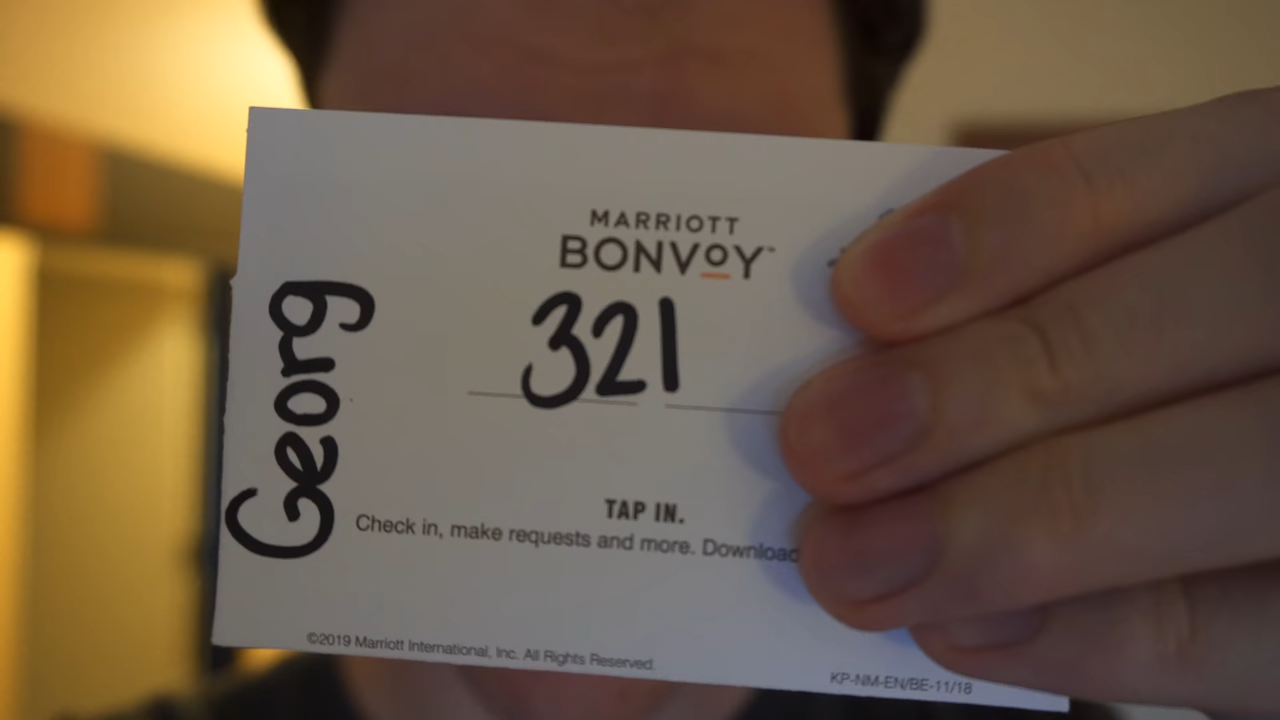 MARRIOTT
BONVOY™
321
Georg
TAP IN.
Check in, make requests and more. Download
©2019 Marriott International, Inc. All Rights Reserved.
KP-NM-EN/BE-11/18